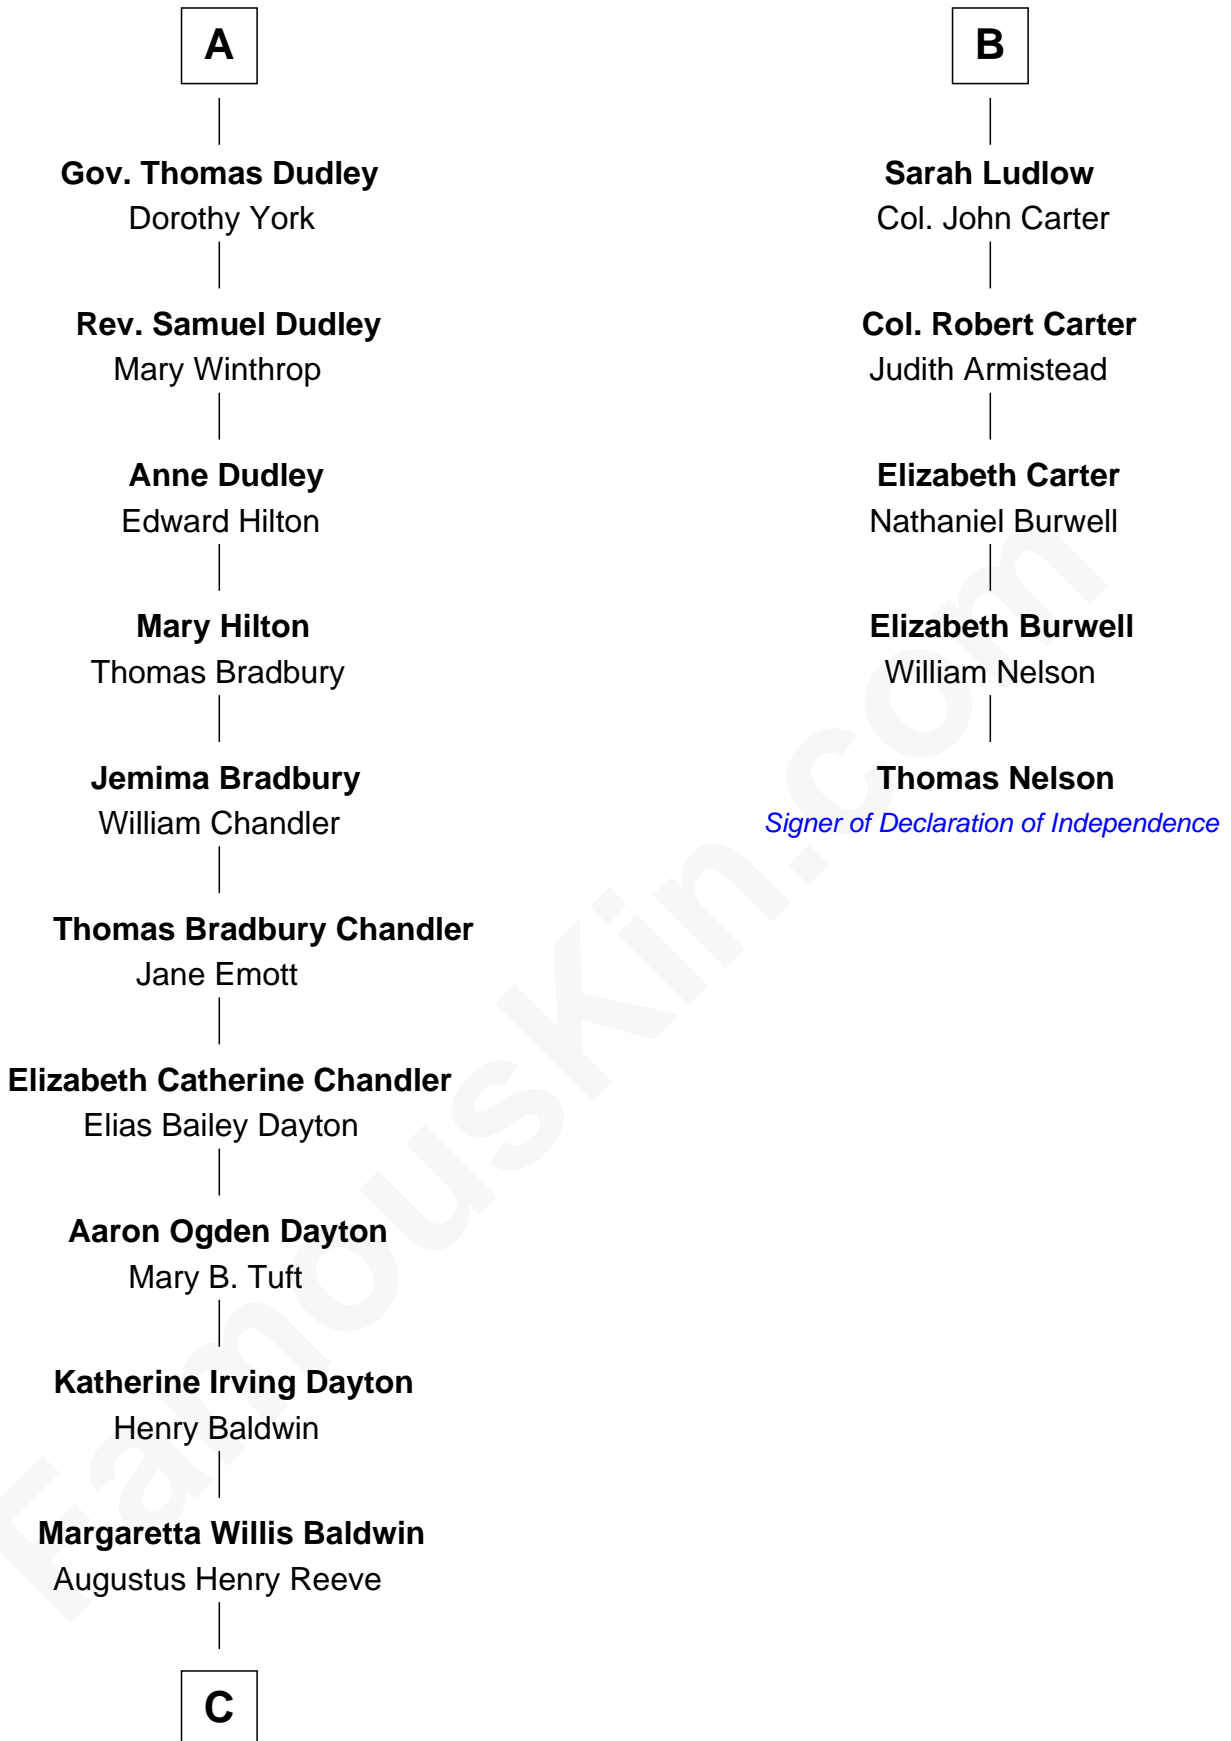 A
Gov. Thomas Dudley
Dorothy York
Rev. Samuel Dudley
Mary Winthrop
Anne Dudley
Edward Hilton
Mary Hilton
Thomas Bradbury
Jemima Bradbury
William Chandler
Thomas Bradbury Chandler
Jane Emott
Elizabeth Catherine Chandler
Elias Bailey Dayton
Aaron Ogden Dayton
Mary B. Tuft
Katherine Irving Dayton
Henry Baldwin
Margaretta Willis Baldwin
Augustus Henry Reeve
C
B
Sarah Ludlow
Col. John Carter
Col. Robert Carter
Judith Armistead
Elizabeth Carter
Nathaniel Burwell
Elizabeth Burwell
William Nelson
Thomas Nelson
Signer of Declaration of Independence
FamousKin.com